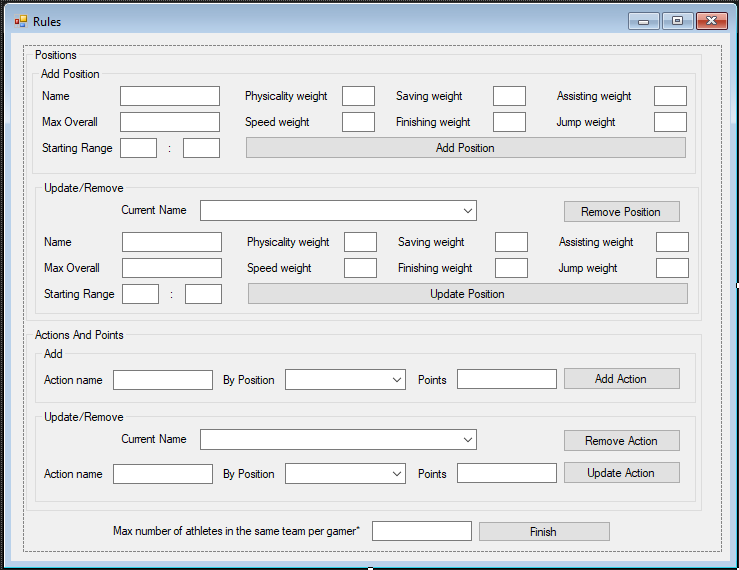 Rules
Positions
Add Position
Name Physicality weight Saving weight Assisting weight
Max Overall Speed weight Finishing weight Jump weight
Starting Range : Add Position
Update/Remove
Current Name Remove Position
Name Physicality weight Saving weight Assisting weight
Max Overall Speed weight Finishing weight Jump weight
Starting Range : Update Position
Actions And Points
Add
Action name By Position Points Add Action
Update/Remove
Current Name Remove Action
Action name By Position Points Update Action
Max number of athletes in the same team per gamer* Finish